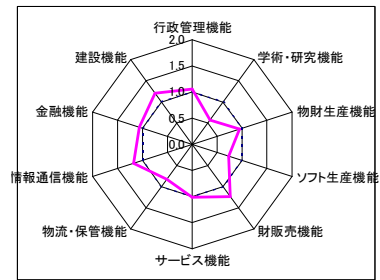 行政管理機能
2.0
建設機能
学術・研究機能
1.5
1.0
金融機能
物財生産機能
0.5
0.0
情報通信機能
ソフト生産機能
物流・保管機能
財販売機能
サービス機能